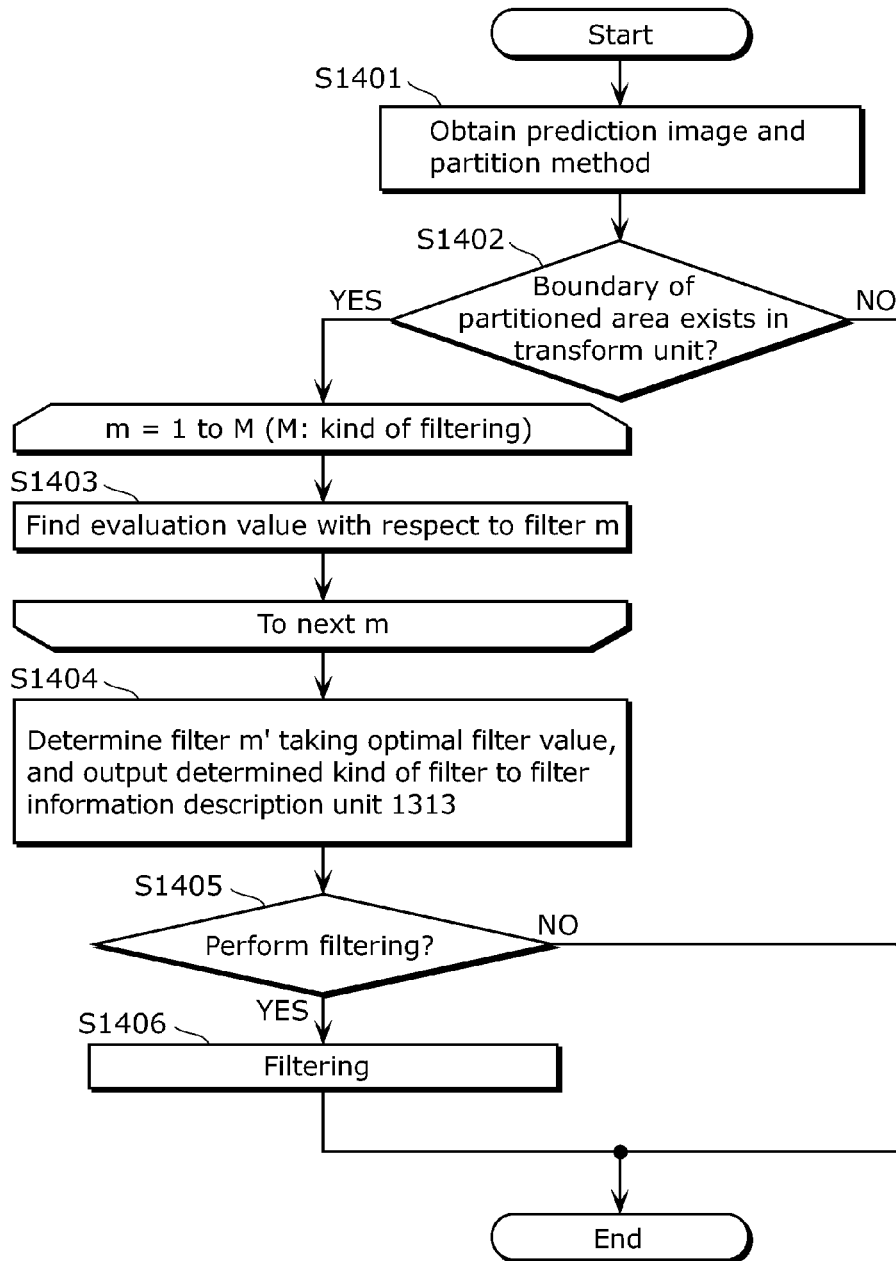 Start
S1401
Obtain prediction image and
partition method
S1402
YES
Boundary of
partitioned area exists in
transform unit?
NO
m = 1 to M (M: kind of filtering)
S1403
Find evaluation value with respect to filter m
To next m
S1404
Determine filter m' taking optimal filter value,
and output determined kind of filter to filter
information description unit 1313
S1405
Perform filtering?
NO
YES
S1406
Filtering
End